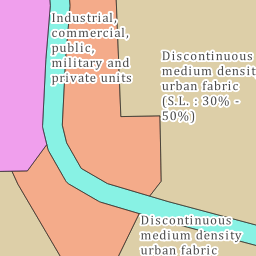 Industrial,
commercial,
public,
military and
private units
Discontinuous
medium density
urban fabric
(S.L. : 30% -
50%)
Discontinuous
medium density
urban fabric